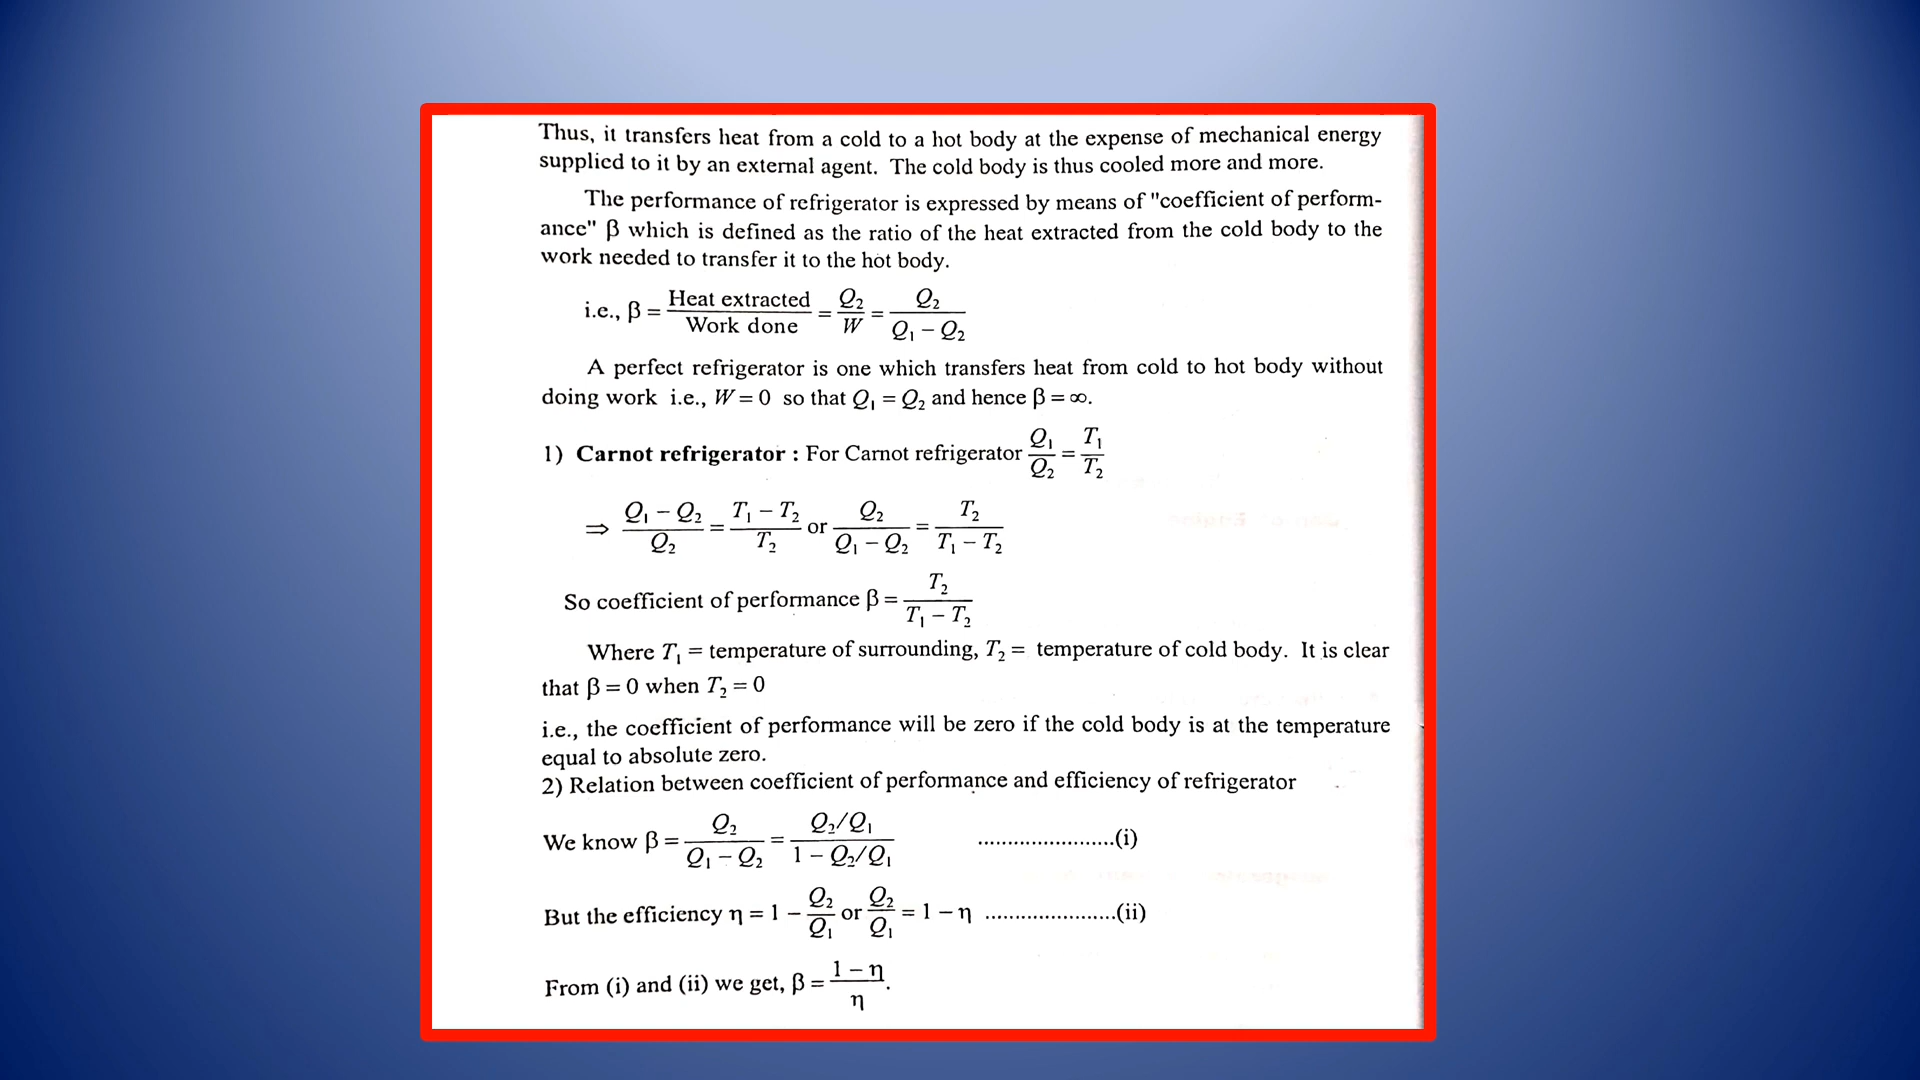 Thus, it transfers heat from a cold to a hot body at the expense of mechanical energy
supplied to it by an external agent. The cold body is thus cooled more and more.
The performance of refrigerator is expressed by means of "coefficient of perform-
ance" β which is defined as the ratio of the heat extracted from the cold body to the
work needed to transfer it to the hot body.
i.e., β = Heat extracted / Work done = Q₂ / W = Q₂ / (Q₁ − Q₂)
A perfect refrigerator is one which transfers heat from cold to hot body without
doing work i.e., W = 0 so that Q₁ = Q₂ and hence β = ∞.
1) Carnot refrigerator : For Carnot refrigerator Q₁ / Q₂ = T₁ / T₂
⇒ (Q₁ − Q₂) / Q₂ = (T₁ − T₂) / T₂ or Q₂ / (Q₁ − Q₂) = T₂ / (T₁ − T₂)
So coefficient of performance β = T₂ / (T₁ − T₂)
Where T₁ = temperature of surrounding, T₂ = temperature of cold body. It is clear
that β = 0 when T₂ = 0
i.e., the coefficient of performance will be zero if the cold body is at the temperature
equal to absolute zero.
2) Relation between coefficient of performance and efficiency of refrigerator
We know β = Q₂ / (Q₁ − Q₂) = (Q₂/Q₁) / (1 − Q₂/Q₁) .......................(i)
But the efficiency η = 1 − Q₂ / Q₁ or Q₂ / Q₁ = 1 − η ......................(ii)
From (i) and (ii) we get, β = (1 − η) / η.